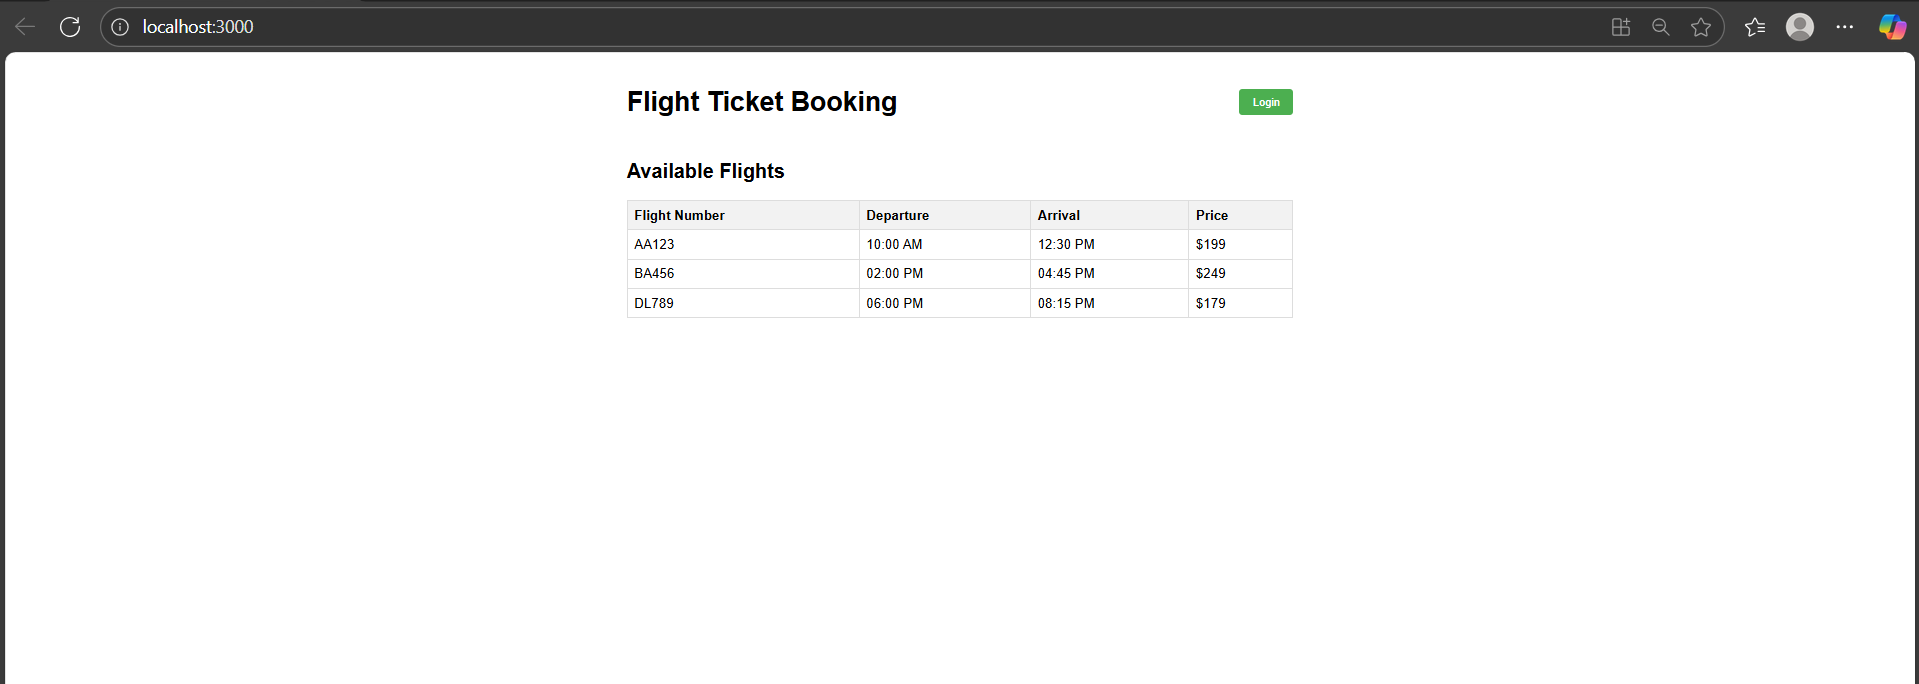 localhost:3000
Flight Ticket Booking Login
Available Flights
Flight Number Departure Arrival Price
AA123 10:00 AM 12:30 PM $199
BA456 02:00 PM 04:45 PM $249
DL789 06:00 PM 08:15 PM $179